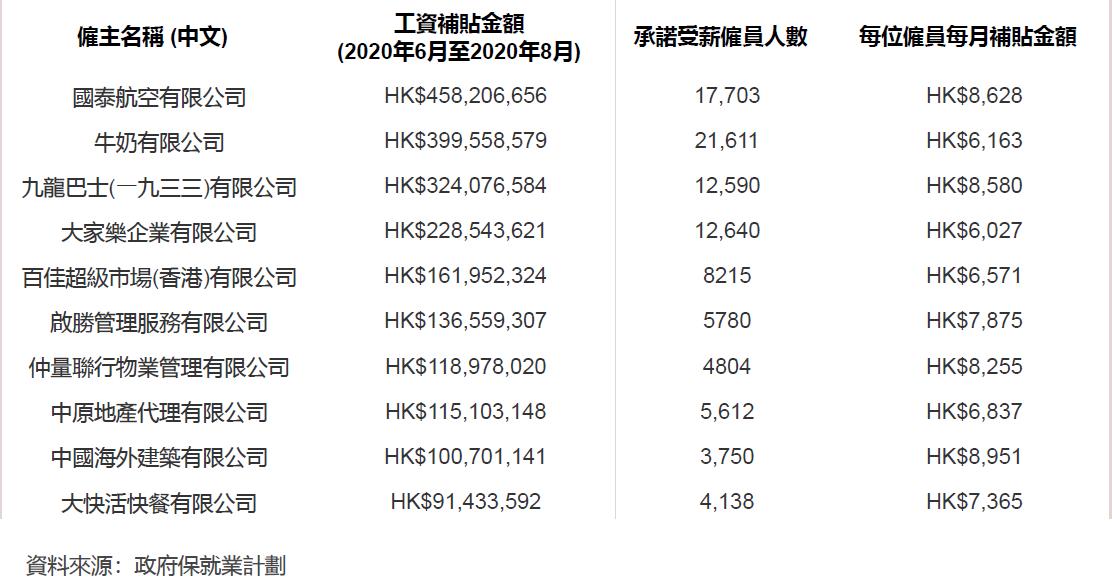 僱主名稱 (中文) 工資補貼金額 (2020年6月至2020年8月) 承諾受薪僱員人數 每位僱員每月補貼金額
國泰航空有限公司 HK$458,206,656 17,703 HK$8,628
牛奶有限公司 HK$399,558,579 21,611 HK$6,163
九龍巴士(一九三三)有限公司 HK$324,076,584 12,590 HK$8,580
大家樂企業有限公司 HK$228,543,621 12,640 HK$6,027
百佳超級市場(香港)有限公司 HK$161,952,324 8215 HK$6,571
啟勝管理服務有限公司 HK$136,559,307 5780 HK$7,875
仲量聯行物業管理有限公司 HK$118,978,020 4804 HK$8,255
中原地產代理有限公司 HK$115,103,148 5,612 HK$6,837
中國海外建築有限公司 HK$100,701,141 3,750 HK$8,951
大快活快餐有限公司 HK$91,433,592 4,138 HK$7,365
資料來源：政府保就業計劃